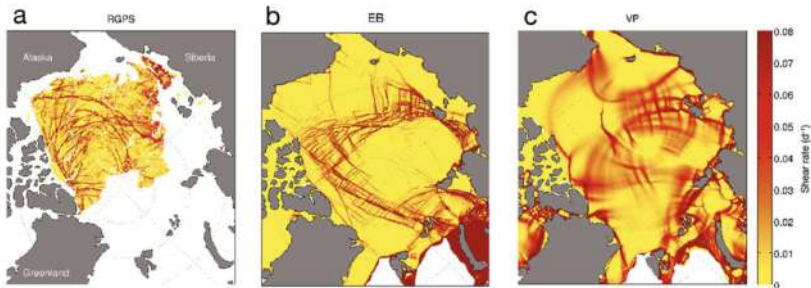 a
RGPS
Alaska
Siberia
Greenland
b
EB
c
VP
0.08
0.07
0.06
0.05
0.04
0.03
0.02
0.01
0
Shear rate (d⁻¹)